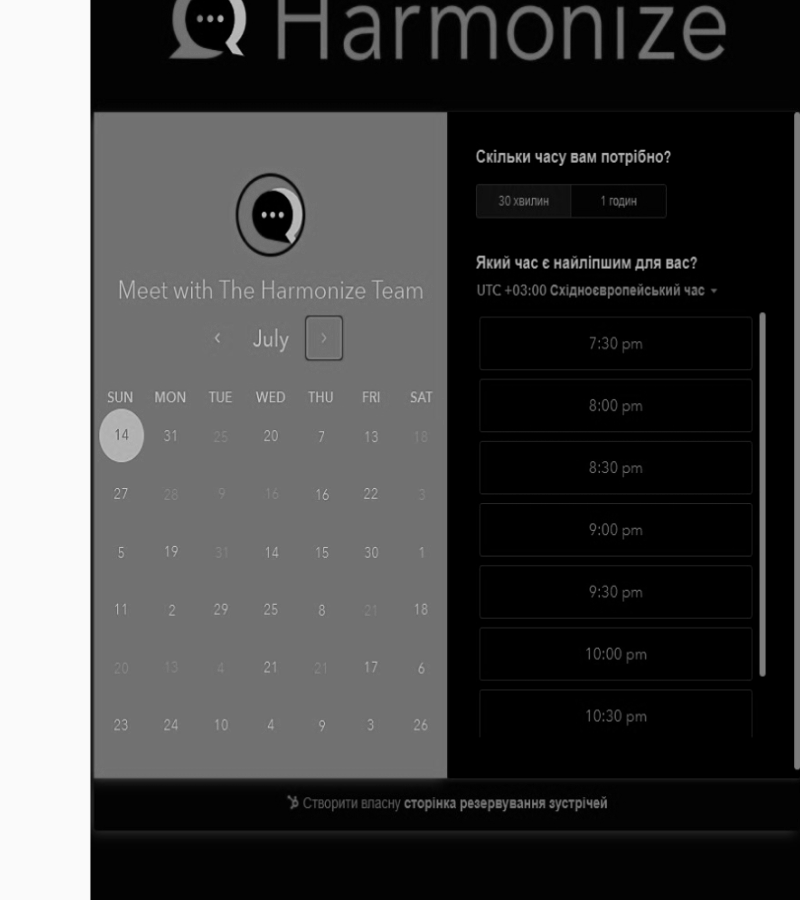 Harmonize
Meet with The Harmonize Team
July
SUN MON TUE WED THU FRI SAT
14 31 25 20 7 13 18
27 28 9 16 16 22 3
5 19 31 14 15 30 1
11 2 29 25 8 21 18
20 13 4 21 21 17 6
23 24 10 4 9 3 26
Скільки часу вам потрібно?
30 хвилин 1 годин
Який час є найліпшим для вас?
UTC +03:00 Східноєвропейський час
7:30 pm
8:00 pm
8:30 pm
9:00 pm
9:30 pm
10:00 pm
10:30 pm
Створити власну сторінка резервування зустрічей